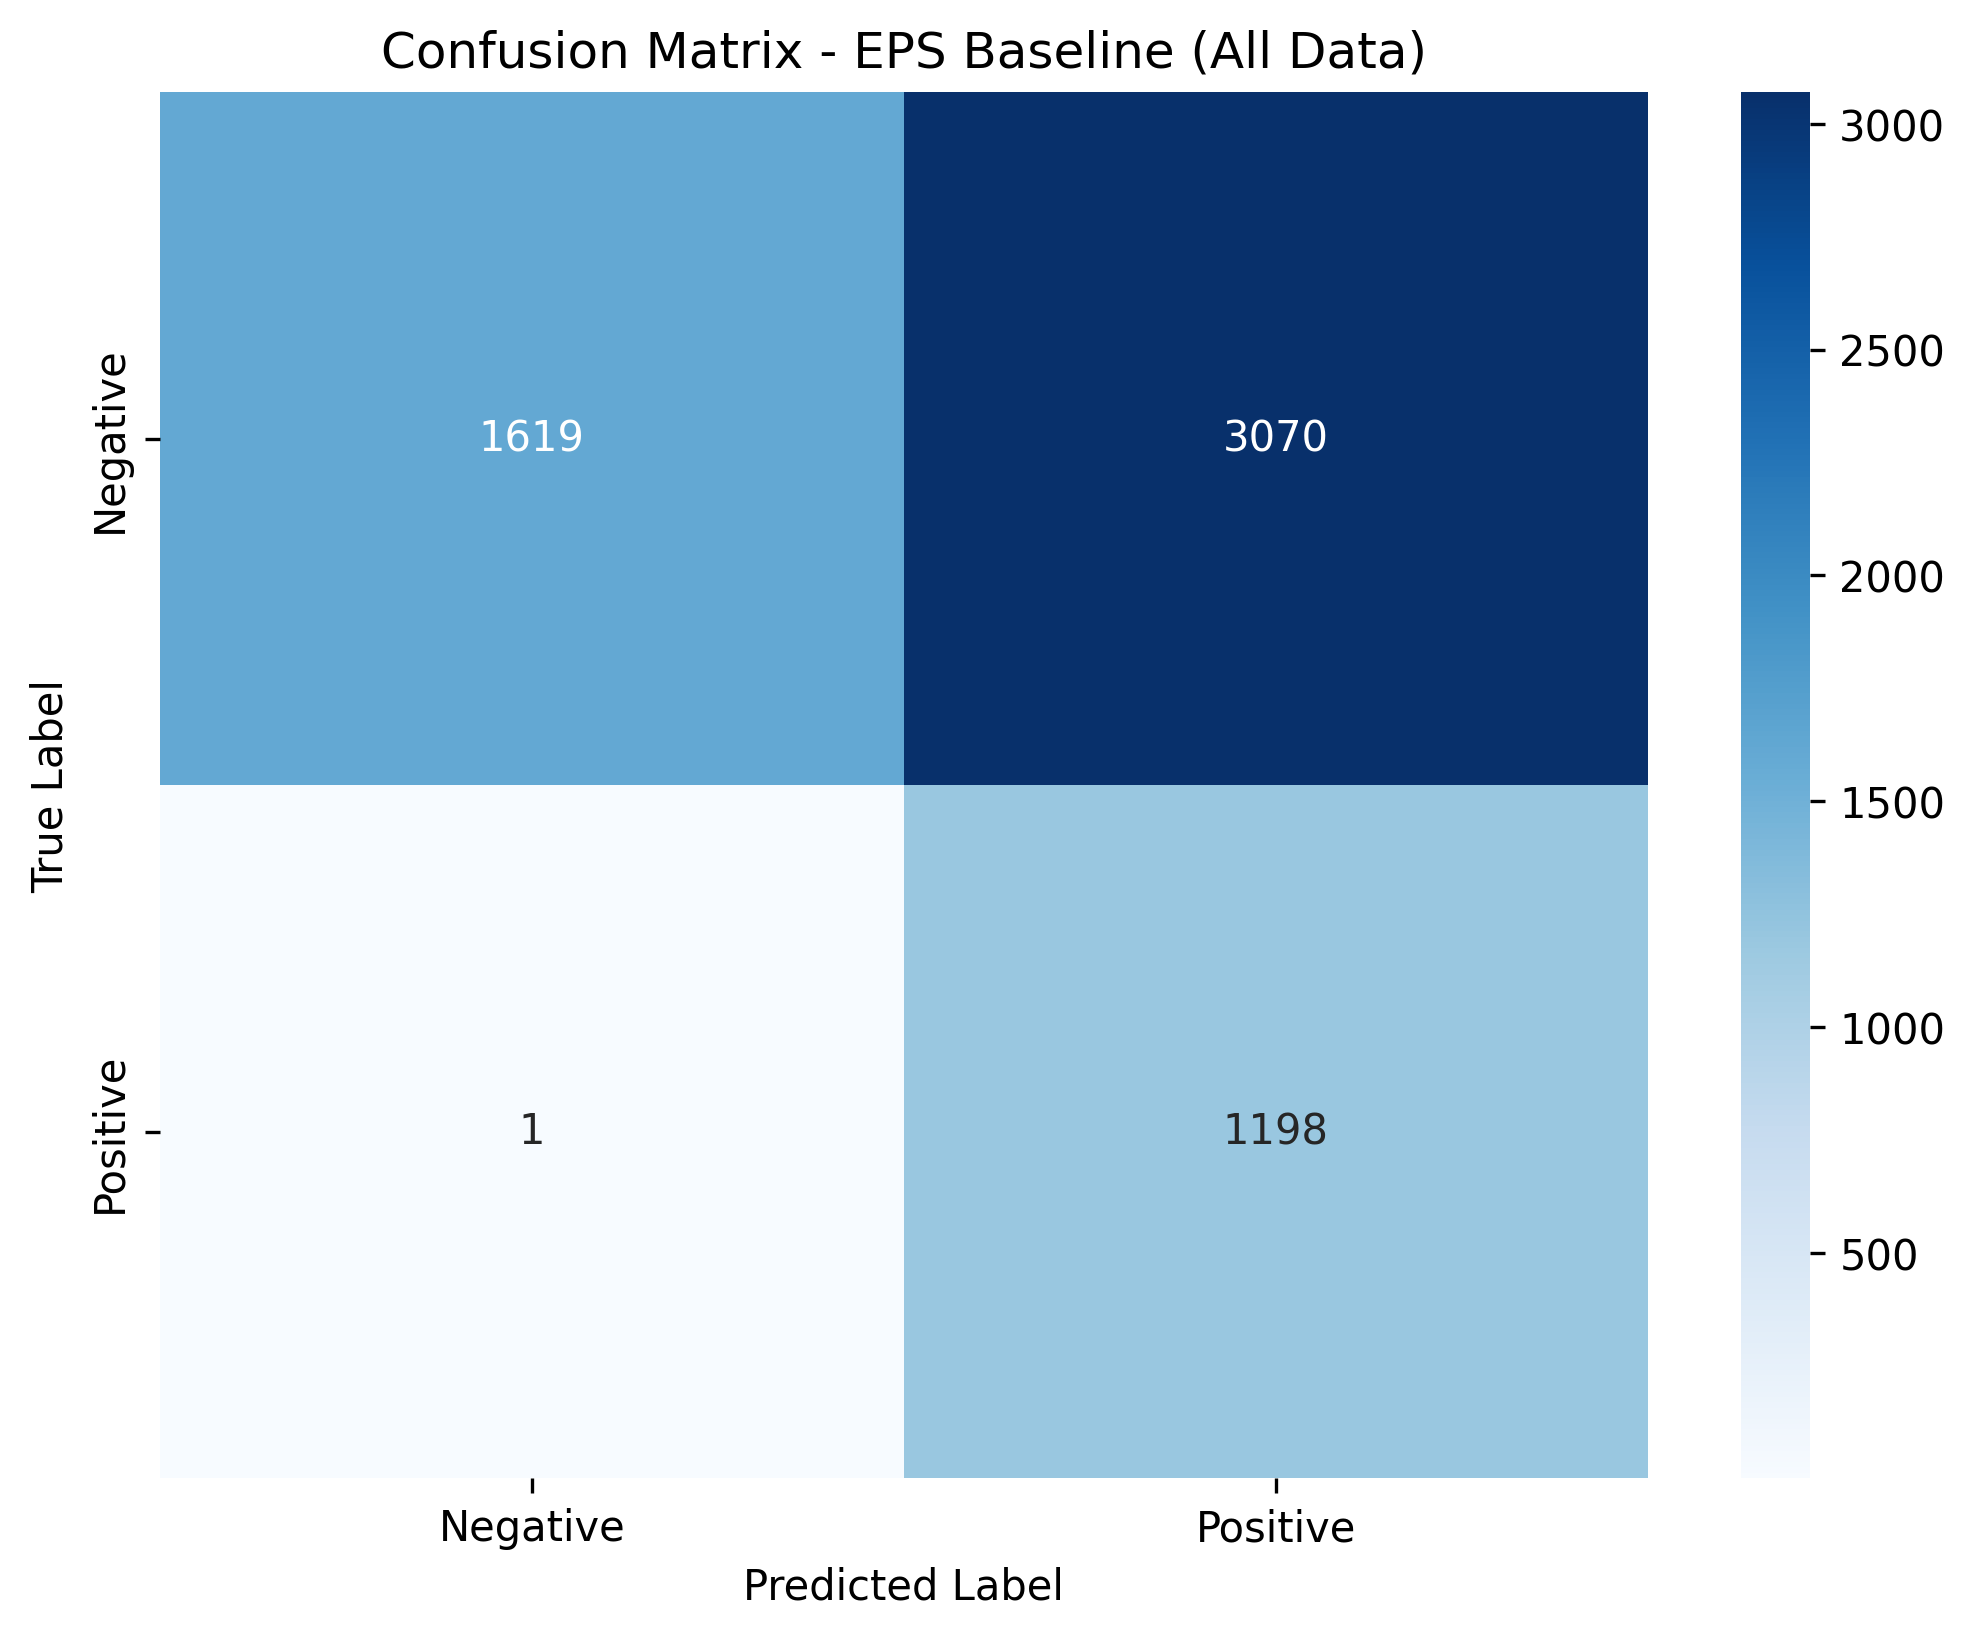 Confusion Matrix - EPS Baseline (All Data)
True Label
Negative
Positive
1619
3070
1
1198
Negative
Positive
Predicted Label
3000
2500
2000
1500
1000
500